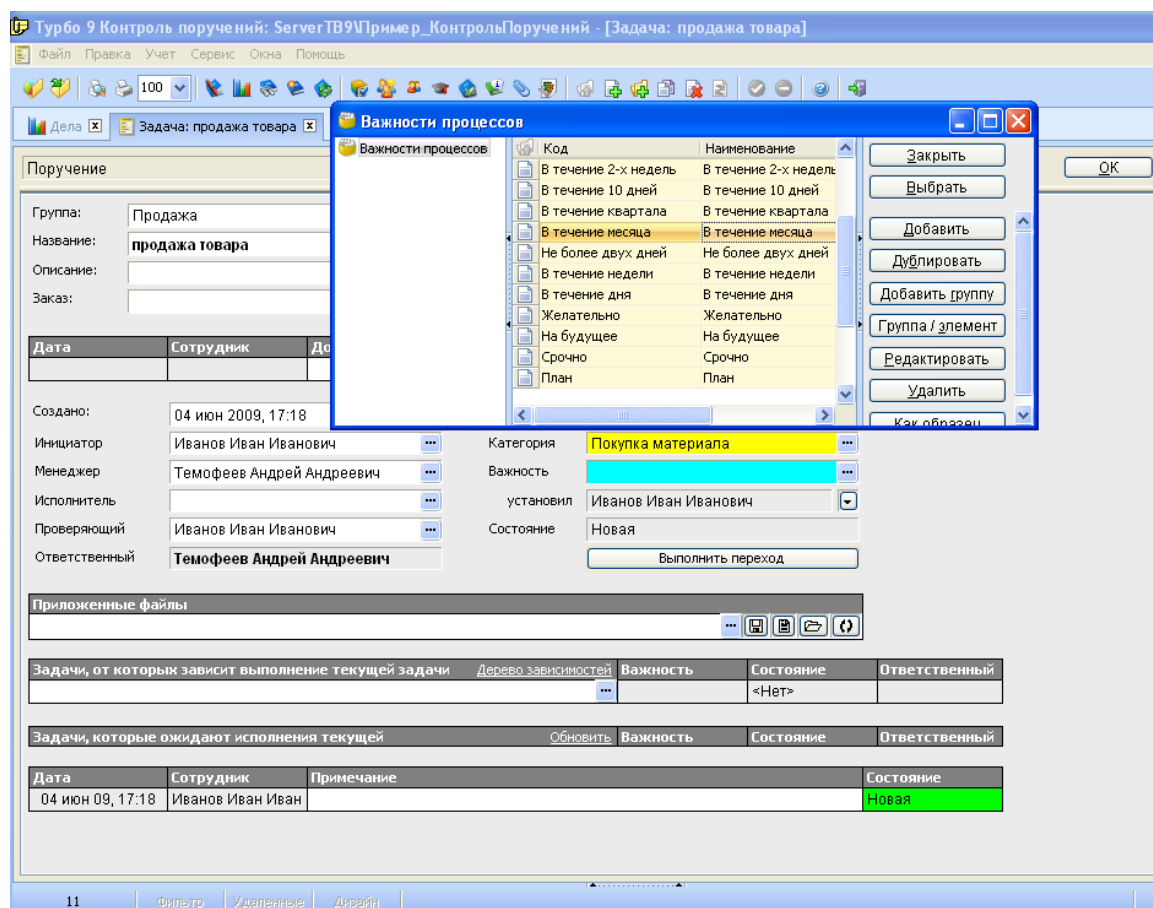 Турбо 9 Контроль поручений: ServerTB9\Пример_КонтрольПоручений - [Задача: продажа товара]
Файл Правка Учет Сервис Окна Помощь
100
Дела Задача: продажа товара
Важности процессов
Важности процессов
Код Наименование
В течение 2-х недель В течение 2-х недель
В течение 10 дней В течение 10 дней
В течение квартала В течение квартала
В течение месяца В течение месяца
Не более двух дней Не более двух дней
В течение недели В течение недели
В течение дня В течение дня
Желательно Желательно
На будущее На будущее
Срочно Срочно
План План
Закрыть
Выбрать
Добавить
Дублировать
Добавить группу
Группа / элемент
Редактировать
Удалить
Как образец
Поручение OK
Группа: Продажа
Название: продажа товара
Описание:
Заказ:
Дата Сотрудник До
Создано: 04 июн 2009, 17:18
Инициатор Иванов Иван Иванович Категория Покупка материала
Менеджер Темофеев Андрей Андреевич Важность
Исполнитель установил Иванов Иван Иванович
Проверяющий Иванов Иван Иванович Состояние Новая
Ответственный Темофеев Андрей Андреевич Выполнить переход
Приложенные файлы
Задачи, от которых зависит выполнение текущей задачи Дерево зависимостей Важность Состояние Ответственный
<Нет>
Задачи, которые ожидают исполнения текущей Обновить Важность Состояние Ответственный
Дата Сотрудник Примечание Состояние
04 июн 09, 17:18 Иванов Иван Иван Новая
11 Фильтр Удаленные Дизайн